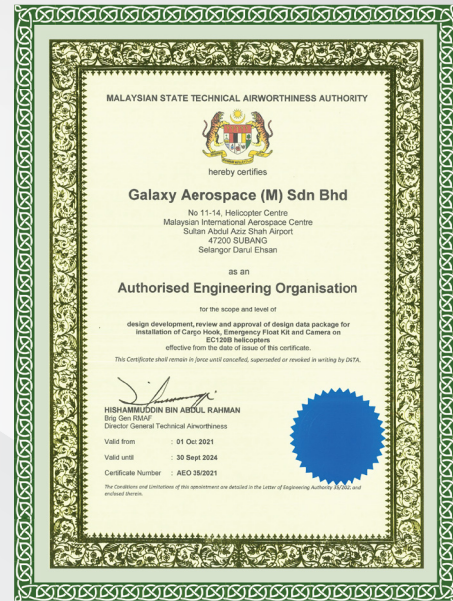 MALAYSIAN STATE TECHNICAL AIRWORTHINESS AUTHORITY
hereby certifies
Galaxy Aerospace (M) Sdn Bhd
No 11-14, Helicopter Centre
Malaysian International Aerospace Centre
Sultan Abdul Aziz Shah Airport
47200 SUBANG
Selangor Darul Ehsan
as an
Authorised Engineering Organisation
for the scope and level of
design development, review and approval of design data package for
installation of Cargo Hook, Emergency Float Kit and Camera on
EC120B helicopters
effective from the date of issue of this certificate.
This Certificate shall remain in force until cancelled, superseded or revoked in writing by DGTA.
HISHAMMUDDIN BIN ABDUL RAHMAN
Brig Gen RMAF
Director General Technical Airworthiness
Valid from : 01 Oct 2021
Valid until : 30 Sept 2024
Certificate Number : AEO 35/2021
The Conditions and Limitations of this appointment are detailed in the Letter of Engineering Authority 35/202, and
enclosed therein.